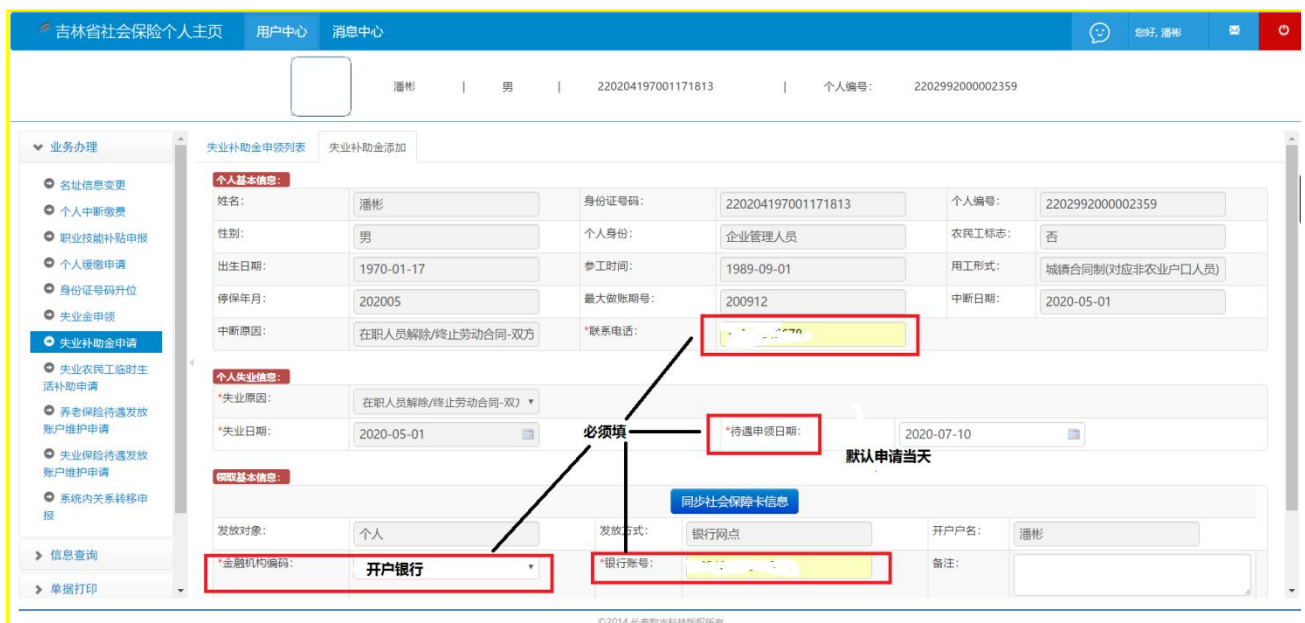 吉林省社会保险个人主页 用户中心 消息中心 您好, 潘彬
潘彬 | 男 | 220204197001171813 | 个人编号: 2202992000002359
业务办理
名址信息变更
个人中断缴费
职业技能补贴申报
个人缓缴申请
身份证号码升位
失业金申领
失业补助金申请
失业农民工临时生
活补助申请
养老保险待遇发放
账户维护申请
失业保险待遇发放
账户维护申请
系统内关系转移申
报
信息查询
单据打印
失业补助金申领列表 失业补助金添加
个人基本信息:
姓名: 潘彬 身份证号码: 220204197001171813 个人编号: 2202992000002359
性别: 男 个人身份: 企业管理人员 农民工标志: 否
出生日期: 1970-01-17 参工时间: 1989-09-01 用工形式: 城镇合同制(对应非农业户口人员)
停保年月: 202005 最大做账期号: 200912 中断日期: 2020-05-01
中断原因: 在职人员解除/终止劳动合同-双方 *联系电话:
个人失业信息:
*失业原因: 在职人员解除/终止劳动合同-双
*失业日期: 2020-05-01 必须填 *待遇申领日期: 2020-07-10
默认申请当天
领取基本信息:
同步社会保障卡信息
发放对象: 个人 发放方式: 银行网点 开户户名: 潘彬
*金融机构编码: 开户银行 *银行账号: 备注: